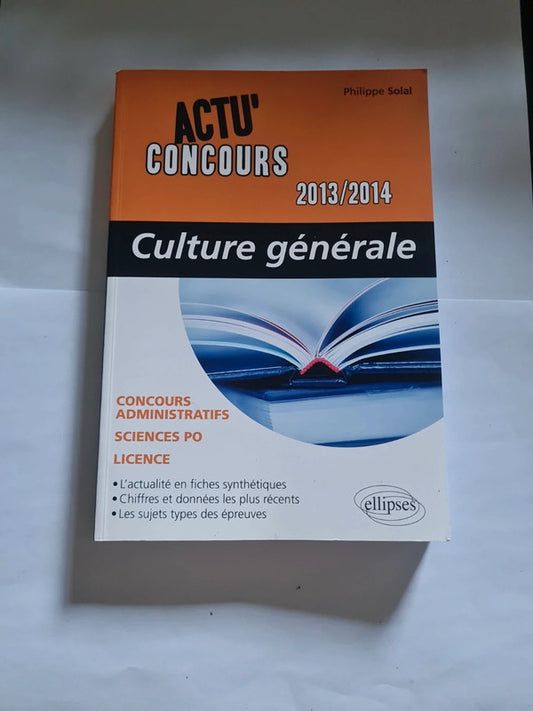 Philippe Solal
ACTU'
CONCOURS
2013/2014
Culture générale
CONCOURS
ADMINISTRATIFS
SCIENCES PO
LICENCE
• L'actualité en fiches synthétiques
• Chiffres et données les plus récents
• Les sujets types des épreuves
ellipses